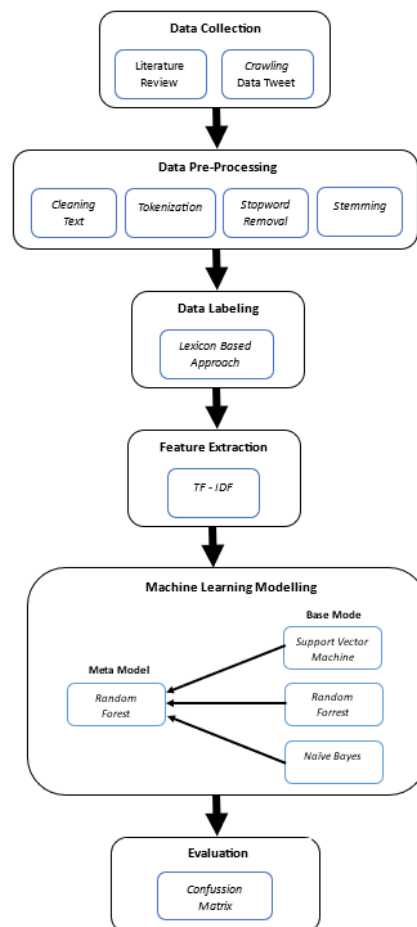 Data Collection
Literature
Review
Crawling
Data Tweet
Data Pre-Processing
Cleaning
Text
Tokenization
Stopword
Removal
Stemming
Data Labeling
Lexicon Based
Approach
Feature Extraction
TF - IDF
Machine Learning Modelling
Base Mode
Support Vector
Machine
Meta Model
Random
Forest
Random
Forrest
Naïve Bayes
Evaluation
Confussion
Matrix